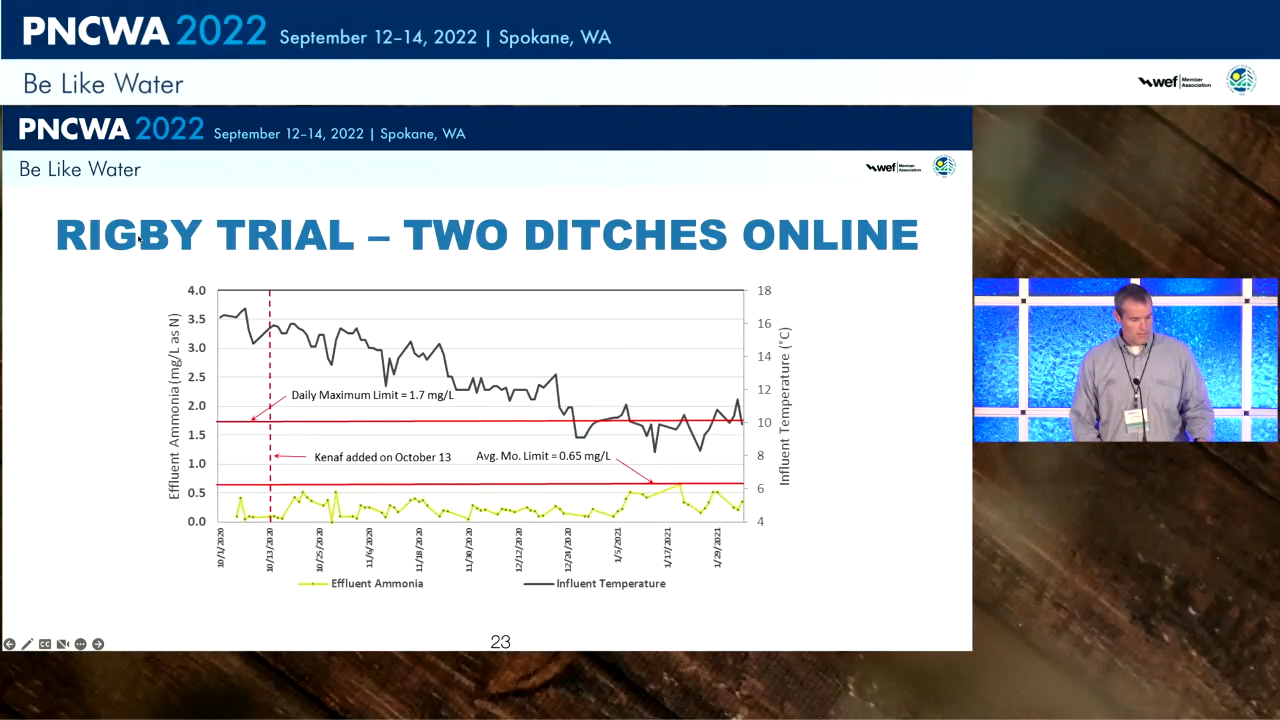 PNCWA 2022 September 12–14, 2022 | Spokane, WA
Be Like Water
wef Member Association
PNCWA 2022 September 12–14, 2022 | Spokane, WA
Be Like Water
wef Member Association
RIGBY TRIAL – TWO DITCHES ONLINE
Effluent Ammonia (mg/L as N)
4.0
3.5
3.0
2.5
2.0
1.5
1.0
0.5
0.0
18
16
14
12
10
8
6
4
Influent Temperature (°C)
Daily Maximum Limit = 1.7 mg/L
Kenaf added on October 13
Avg. Mo. Limit = 0.65 mg/L
10/1/2020
10/13/2020
10/25/2020
11/6/2020
11/18/2020
11/30/2020
12/12/2020
12/24/2020
1/5/2021
1/17/2021
1/29/2021
Effluent Ammonia
Influent Temperature
CC
23